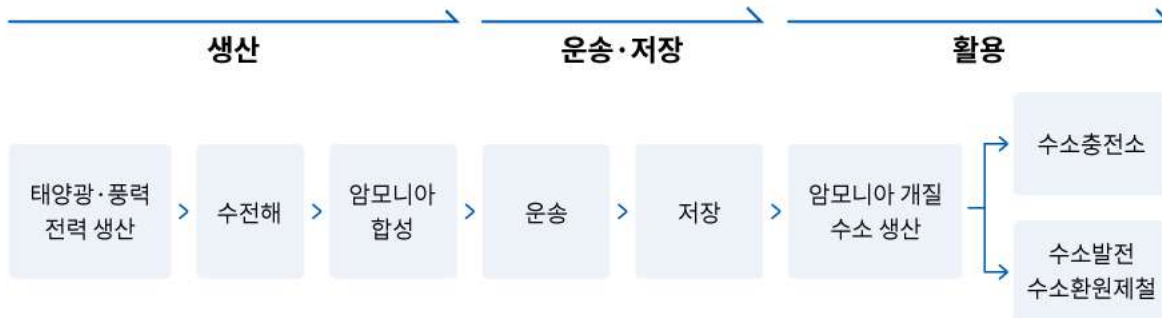 생산
운송·저장
활용
태양광·풍력
전력 생산
수전해
암모니아
합성
운송
저장
암모니아 개질
수소 생산
수소충전소
수소발전
수소환원제철